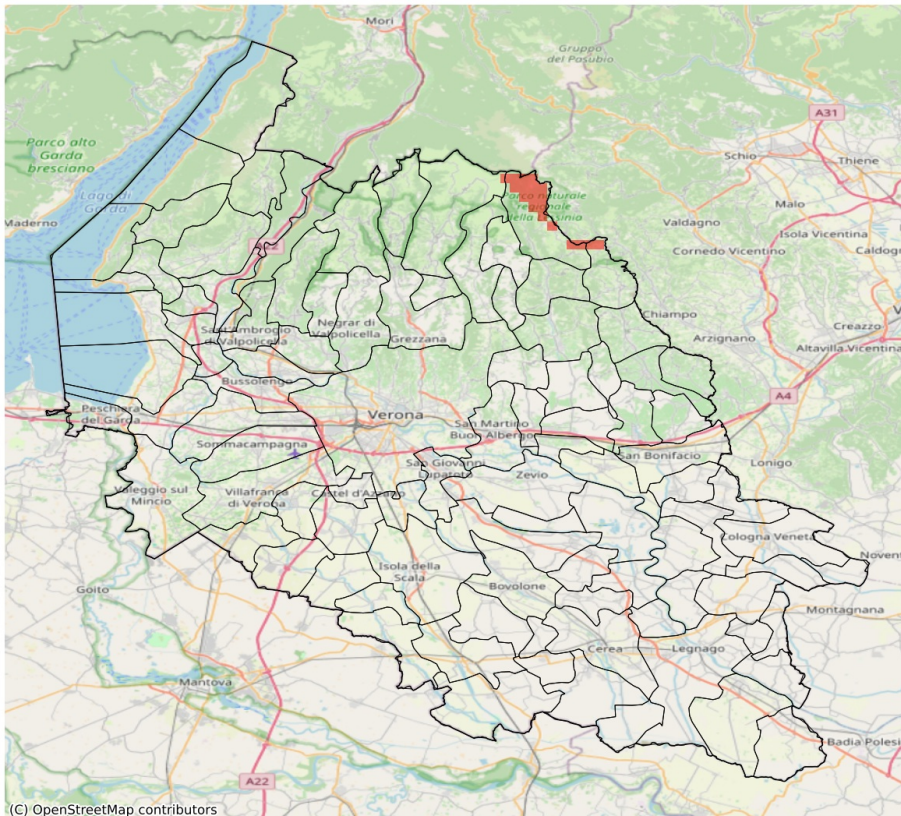 Mori
Gruppo
del Pasubio
A31
Parco alto
Garda
bresciano
Schio
Thiene
Lago di
Garda
Malo
Maderno
Valdagno
Isola Vicentina
Cornedo Vicentino
Chiampo
Creazzo
Sant'Ambrogio
di Valpolicella
Negrar di
Valpolicella
Grezzana
Arzignano
Altavilla Vicentina
Bussolengo
A4
Peschiera
del Garda
Verona
San Martino
Buon Albergo
Sommacampagna
San Bonifacio
Lonigo
San Giovanni
Lupatoto
Zevio
Valeggio sul
Mincio
Villafranca
di Verona
Castel d'Azzano
Cologna Veneta
Isola della
Scala
Goito
Bovolone
Montagnana
Cerea
Legnago
Mantova
Badia Polesi
A22
(C) OpenStreetMap contributors